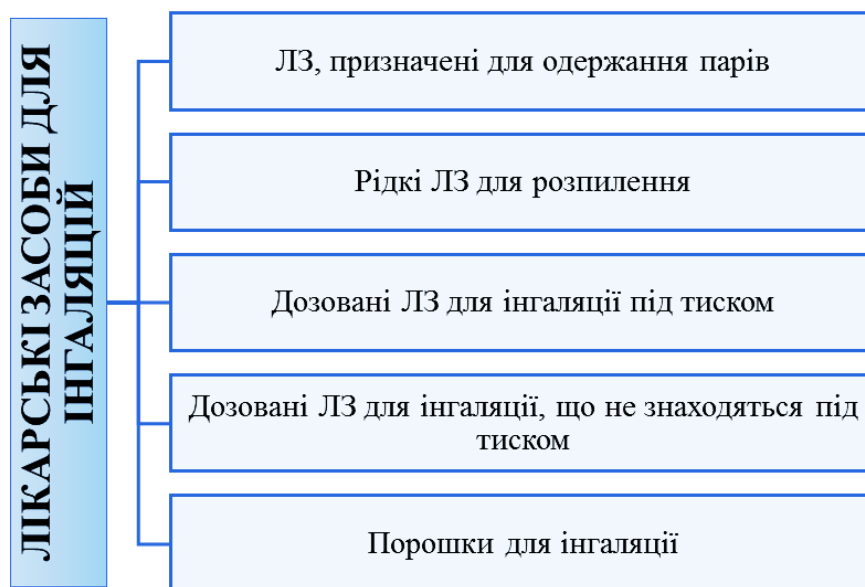 ЛІКАРСЬКІ ЗАСОБИ ДЛЯ
ІНГАЛЯЦІЙ
ЛЗ, призначені для одержання парів
Рідкі ЛЗ для розпилення
Дозовані ЛЗ для інгаляції під тиском
Дозовані ЛЗ для інгаляції, що не знаходяться під
тиском
Порошки для інгаляції